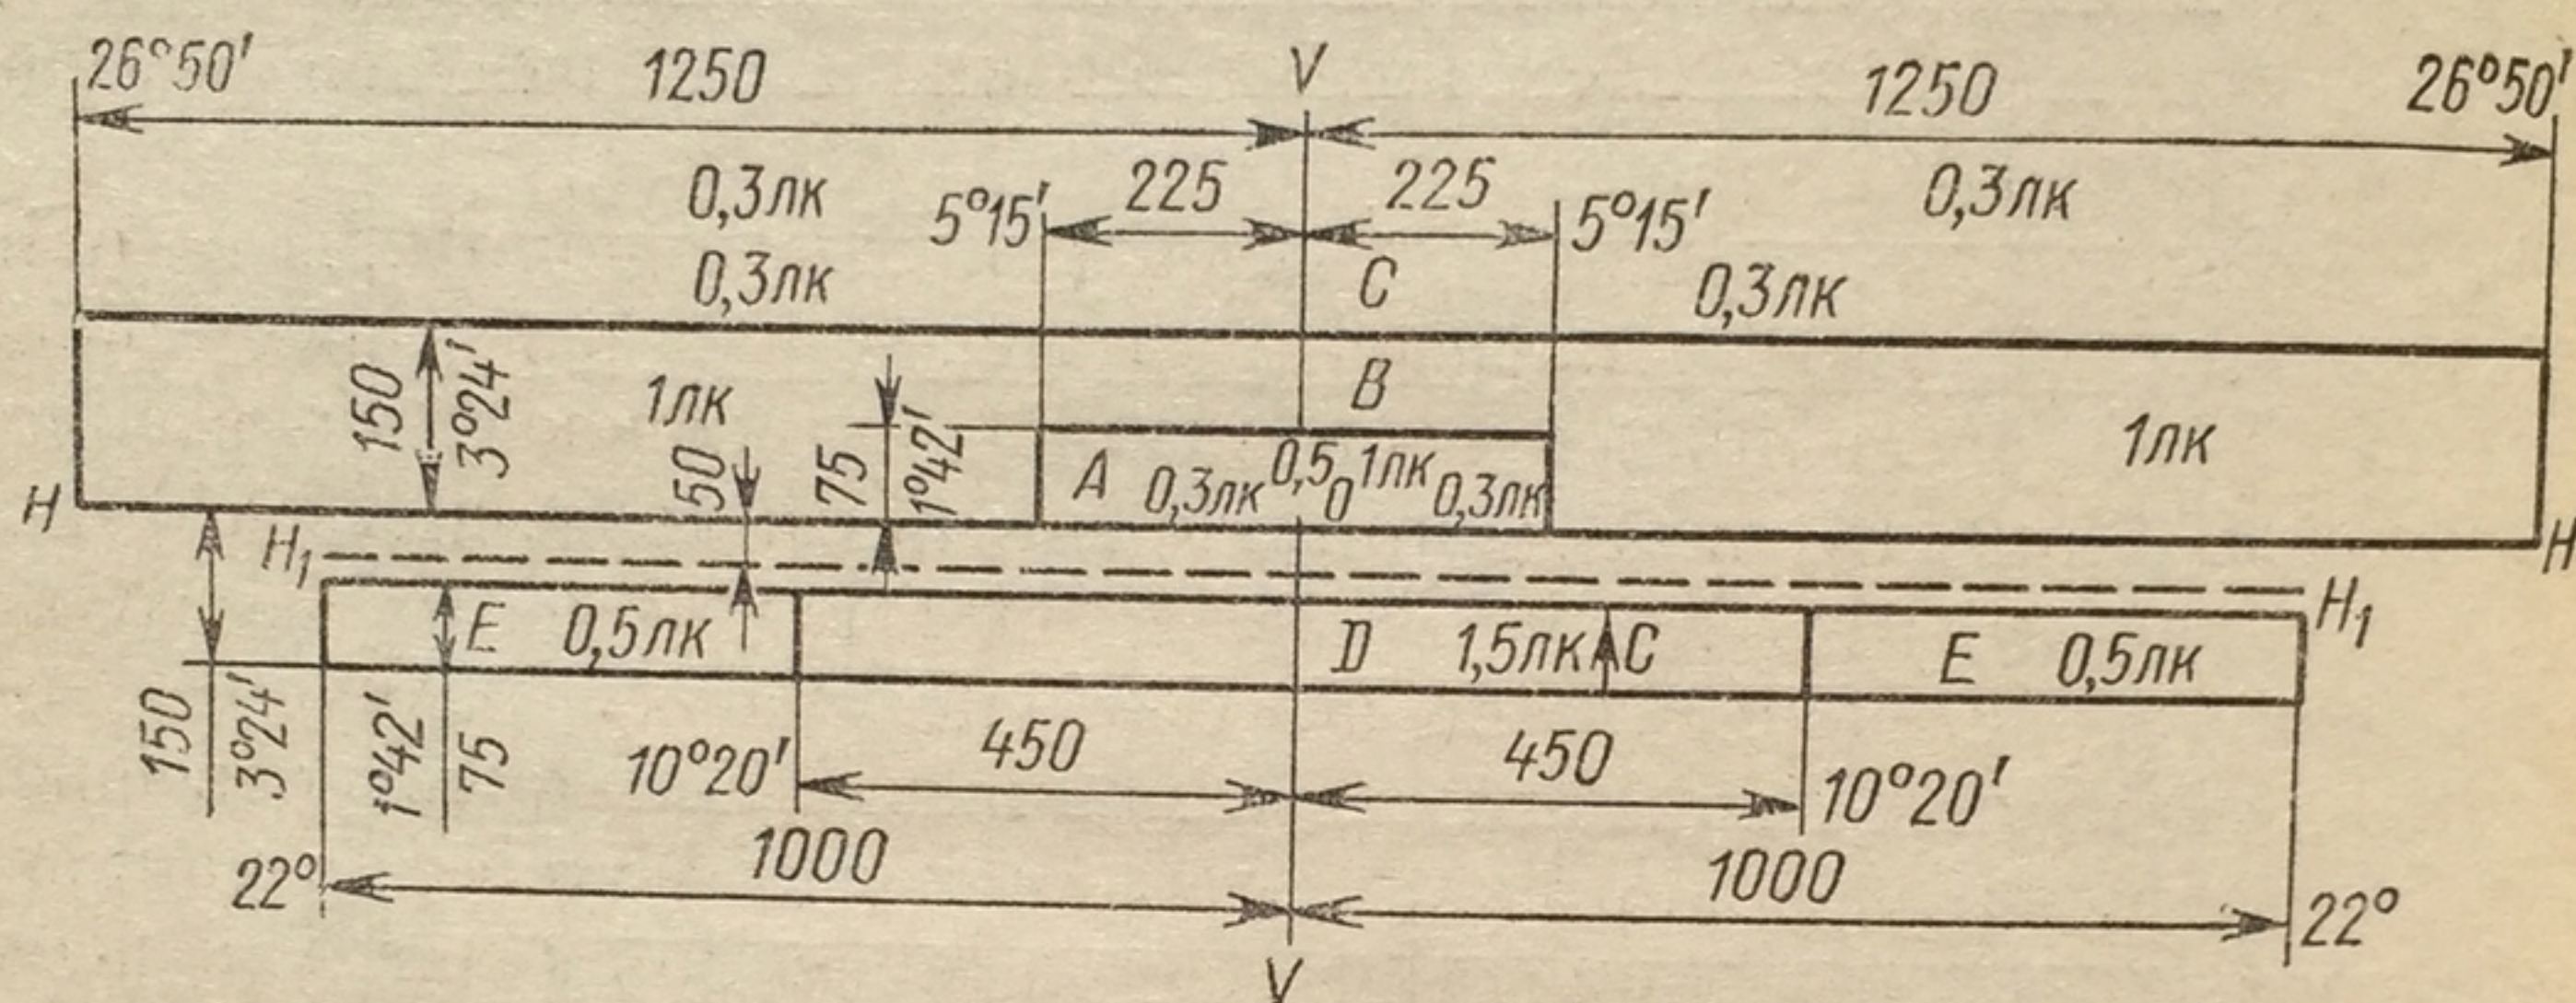 26°50′ 1250 V 1250 26°50′
0,3лк 225 225 0,3лк
5°15′ 5°15′
0,3лк C 0,3лк
150 3°24′ 1лк B 1лк
50 75 1°42′ A 0,3лк 0,5 0 1лк 0,3лк
H H
H₁ H₁
E 0,5лк D 1,5лк C E 0,5лк
150 3°24′ 1°42′ 75 10°20′ 450 450 10°20′
22° 1000 1000 22°
V